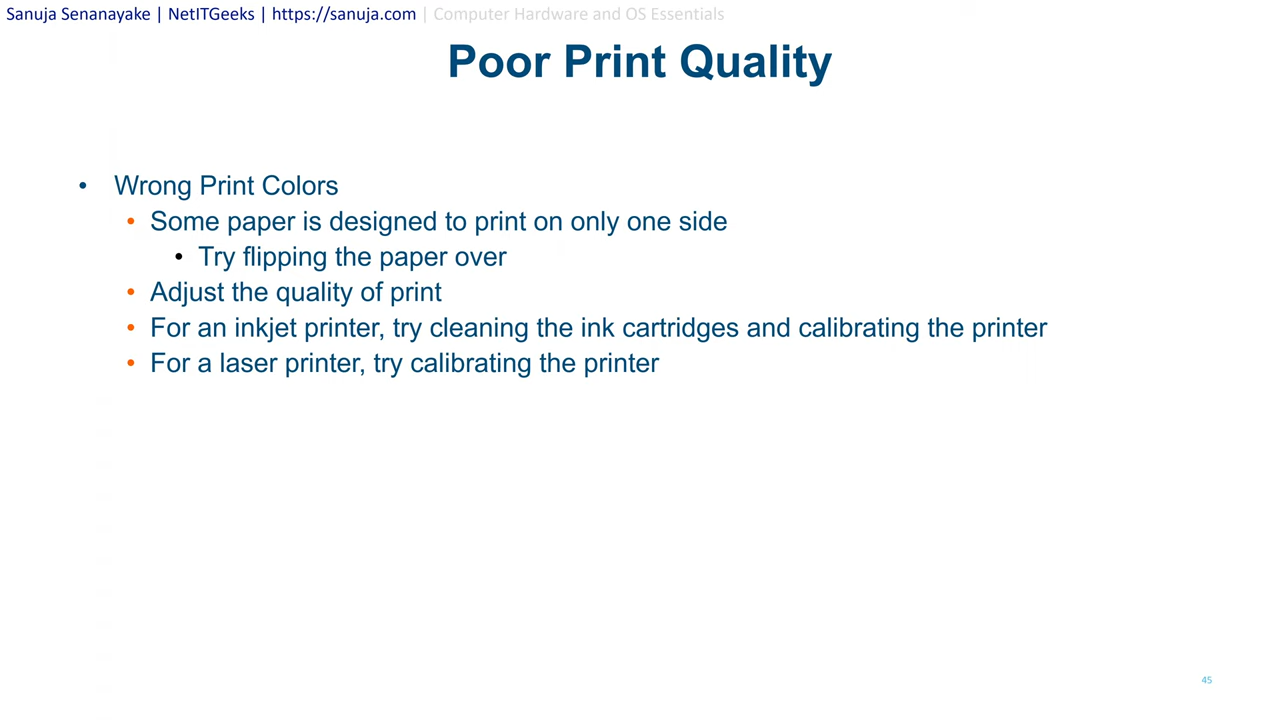 Sanuja Senanayake | NetITGeeks | https://sanuja.com | Computer Hardware and OS Essentials
Poor Print Quality
• Wrong Print Colors
• Some paper is designed to print on only one side
• Try flipping the paper over
• Adjust the quality of print
• For an inkjet printer, try cleaning the ink cartridges and calibrating the printer
• For a laser printer, try calibrating the printer
45